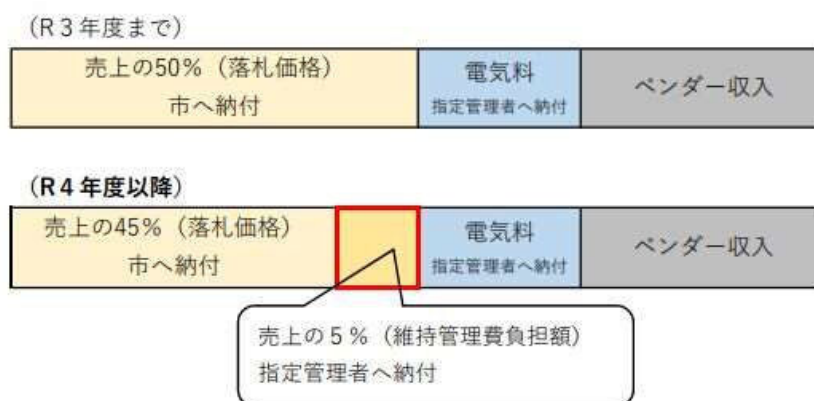 （R３年度まで）
売上の50%（落札価格）
市へ納付
電気料
指定管理者へ納付
ベンダー収入
（R４年度以降）
売上の45%（落札価格）
市へ納付
電気料
指定管理者へ納付
ベンダー収入
売上の５%（維持管理費負担額）
指定管理者へ納付